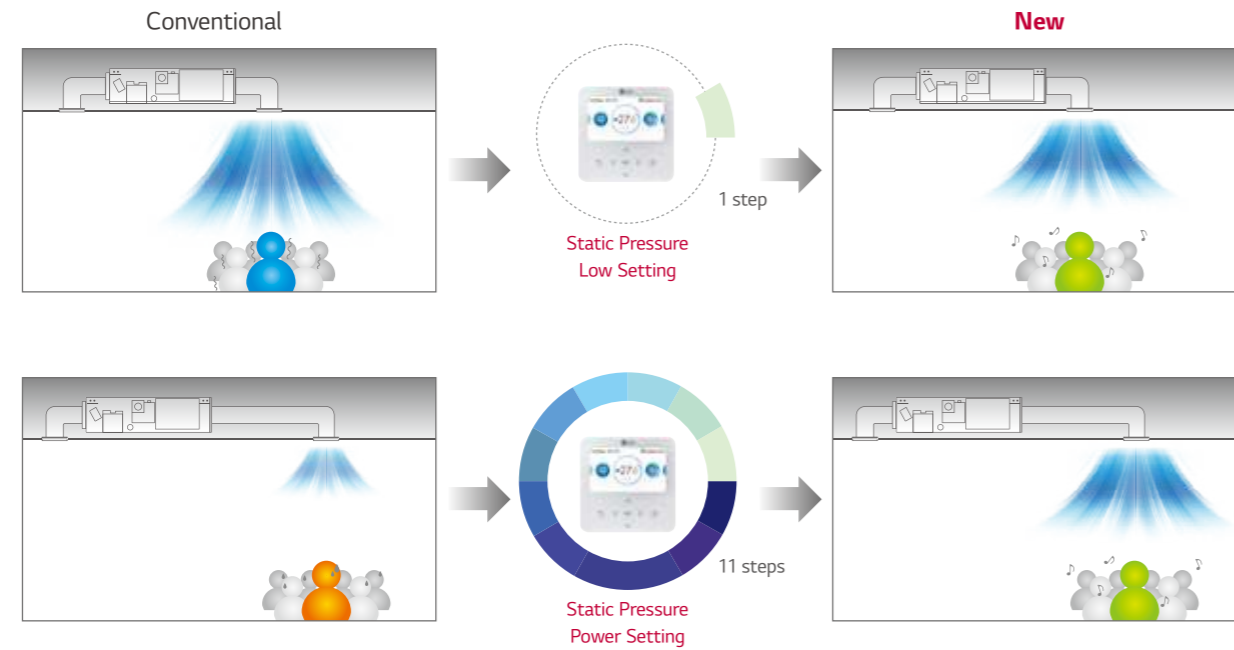 Conventional
New
1 step
Static Pressure
Low Setting
11 steps
Static Pressure
Power Setting